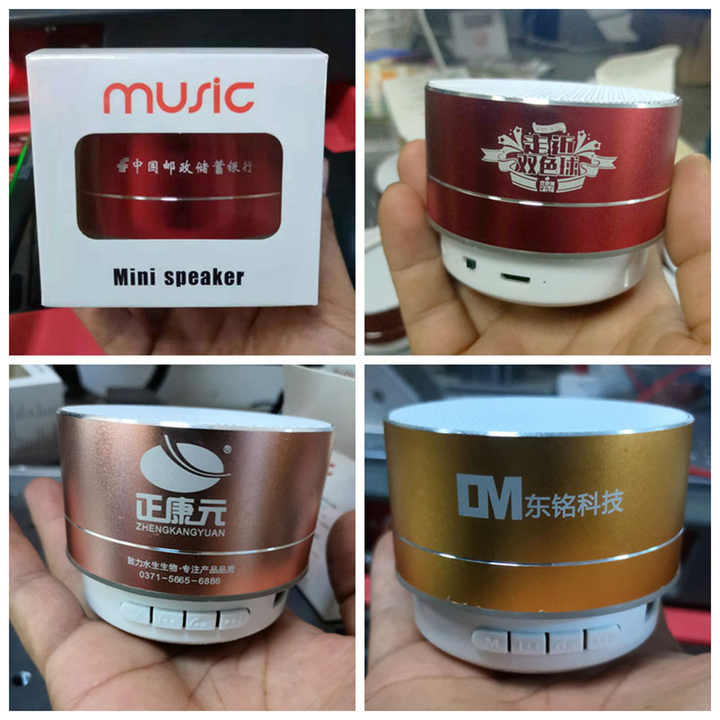 music
中国邮政储蓄银行
Mini speaker
走近
双色球
正康元
®
ZHENGKANGYUAN
致力水生生物·专注产品品质
0371-5665-6886
DM 东铭科技
M